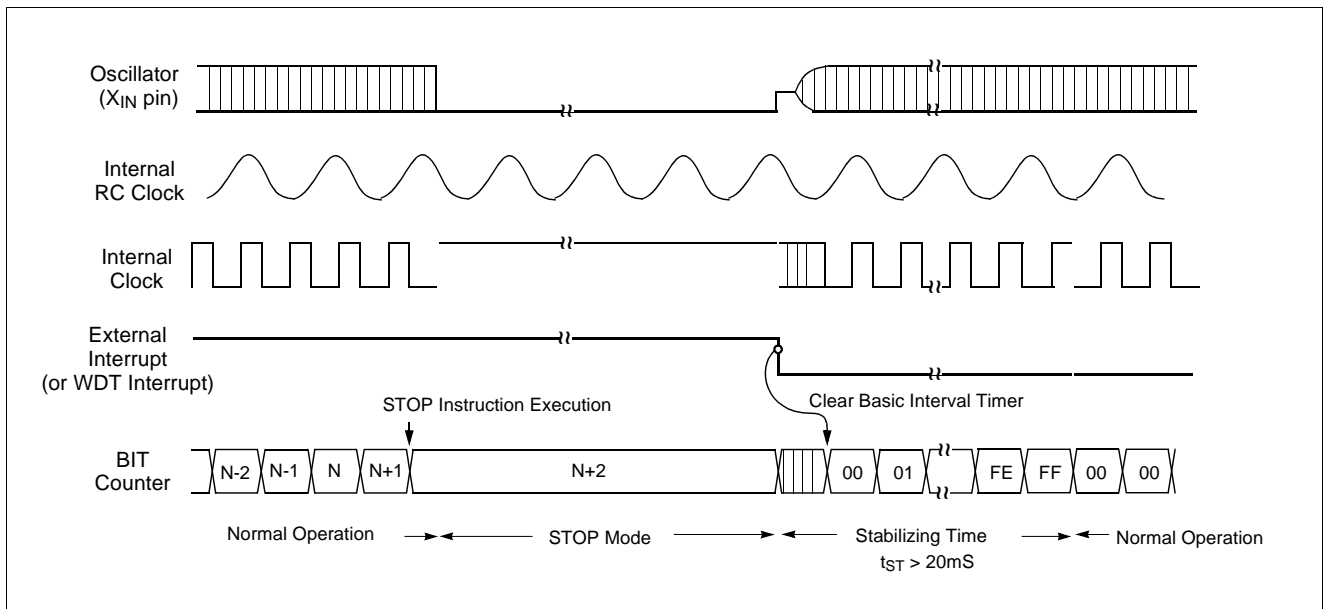 Oscillator
(XIN pin)
Internal
RC Clock
Internal
Clock
External
Interrupt
(or WDT Interrupt)
STOP Instruction Execution
Clear Basic Interval Timer
BIT
Counter
N-2 N-1 N N+1 N+2 00 01 FE FF 00 00
Normal Operation STOP Mode Stabilizing Time Normal Operation
tST > 20mS